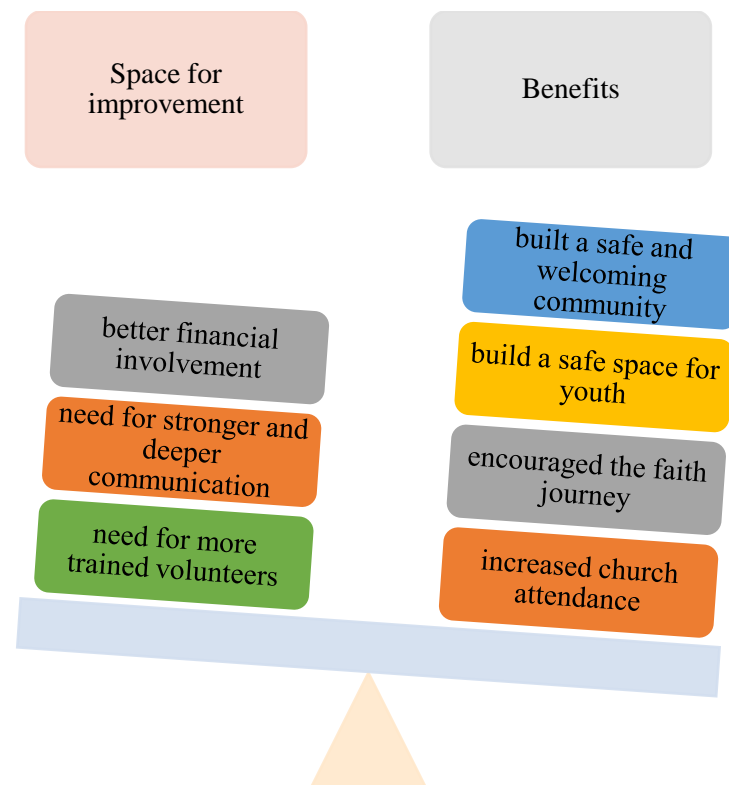 Space for
improvement
Benefits
better financial
involvement
need for stronger and
deeper
communication
need for more
trained volunteers
built a safe and
welcoming
community
build a safe space for
youth
encouraged the faith
journey
increased church
attendance